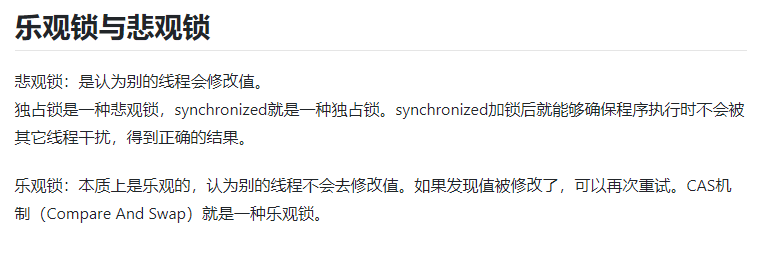 乐观锁与悲观锁
悲观锁：是认为别的线程会修改值。
独占锁是一种悲观锁，synchronized就是一种独占锁。synchronized加锁后就能够确保程序执行时不会被
其它线程干扰，得到正确的结果。
乐观锁：本质上是乐观的，认为别的线程不会去修改值。如果发现值被修改了，可以再次重试。CAS机
制（Compare And Swap）就是一种乐观锁。